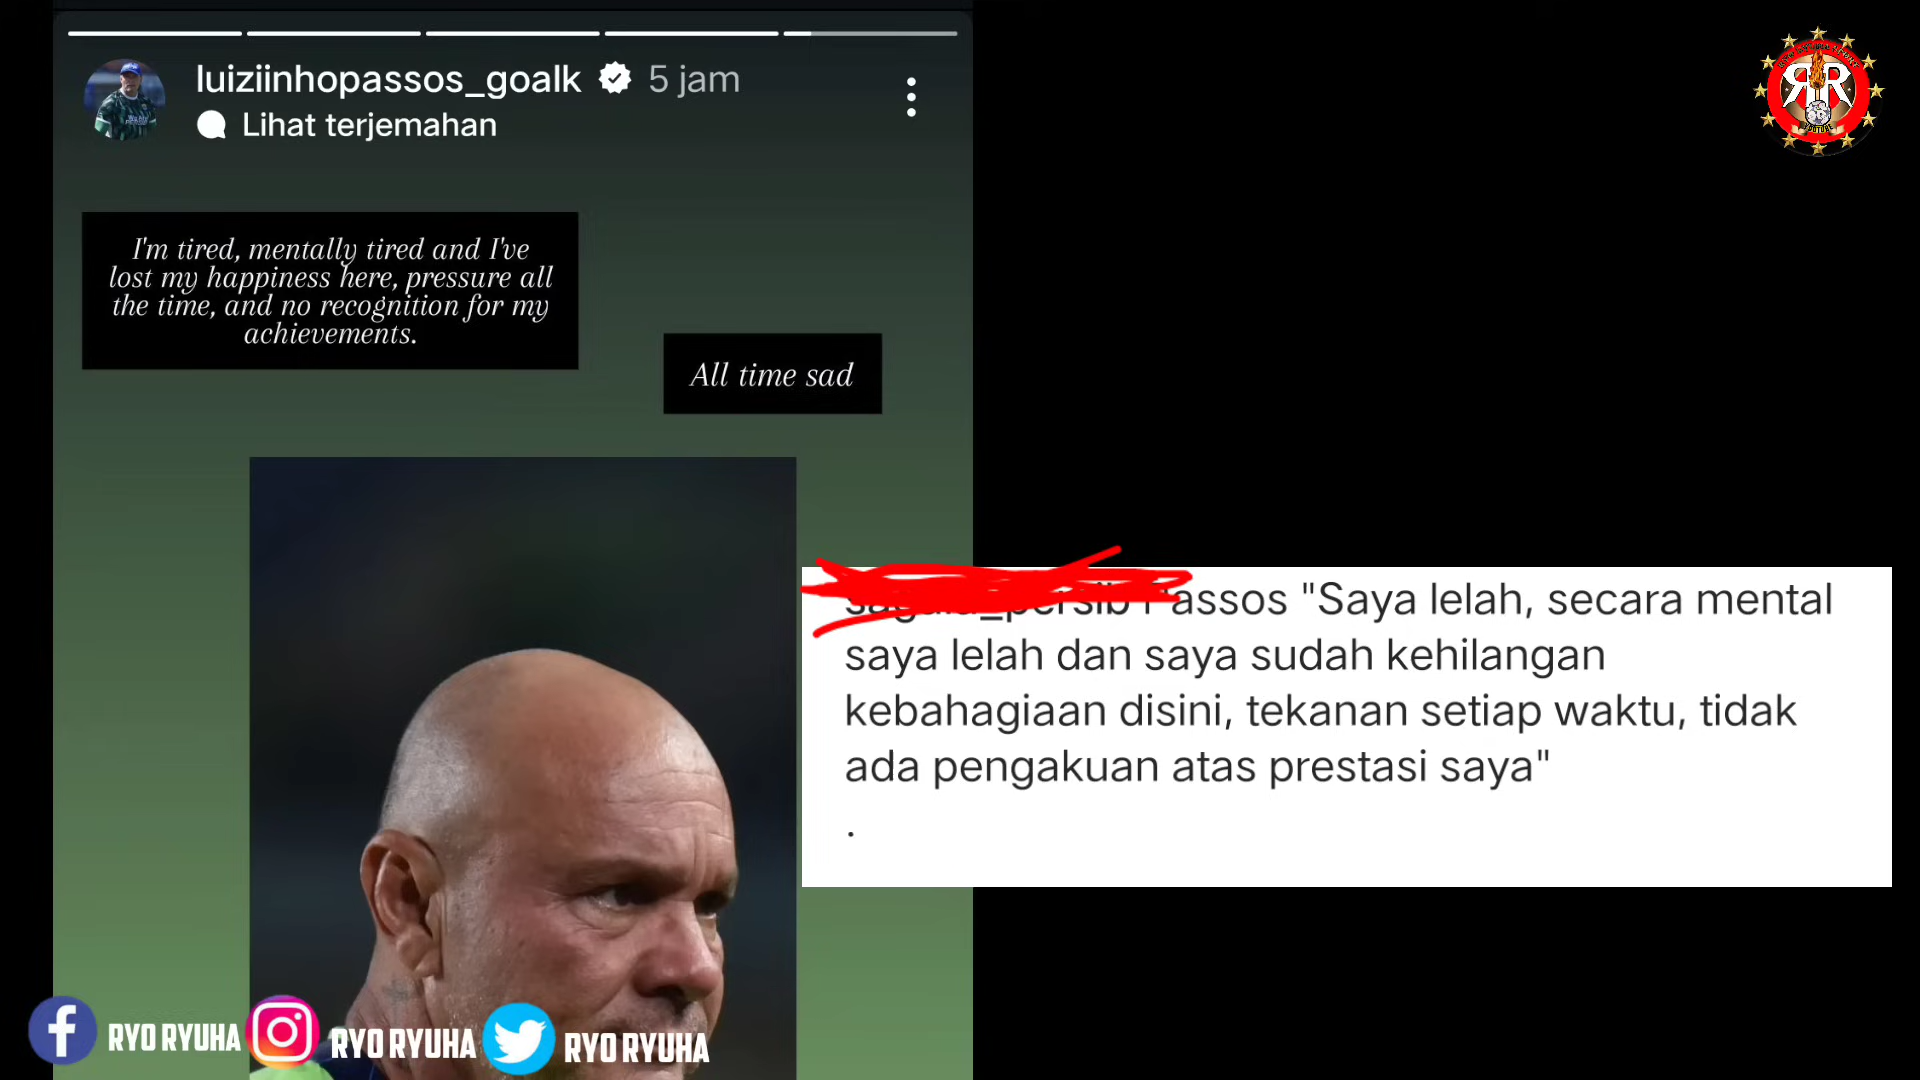 luiziinhopassos_goalk 5 jam
Lihat terjemahan
I'm tired, mentally tired and I've
lost my happiness here, pressure all
the time, and no recognition for my
achievements.
All time sad
Passos "Saya lelah, secara mental
saya lelah dan saya sudah kehilangan
kebahagiaan disini, tekanan setiap waktu, tidak
ada pengakuan atas prestasi saya"
.
RR
YOUTUBE
RYO RYUHA
RYO RYUHA
RYO RYUHA